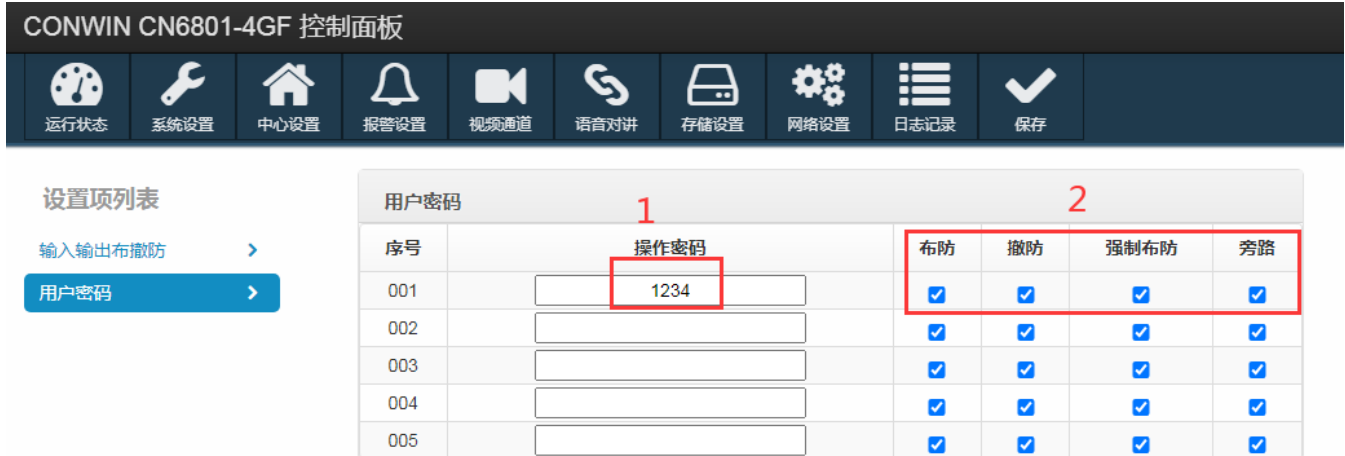 CONWIN CN6801-4GF 控制面板
运行状态 系统设置 中心设置 报警设置 视频通道 语音对讲 存储设置 网络设置 日志记录 保存
设置项列表
输入输出布撤防
用户密码
用户密码 1 2
序号 操作密码 布防 撤防 强制布防 旁路
001 1234
002
003
004
005